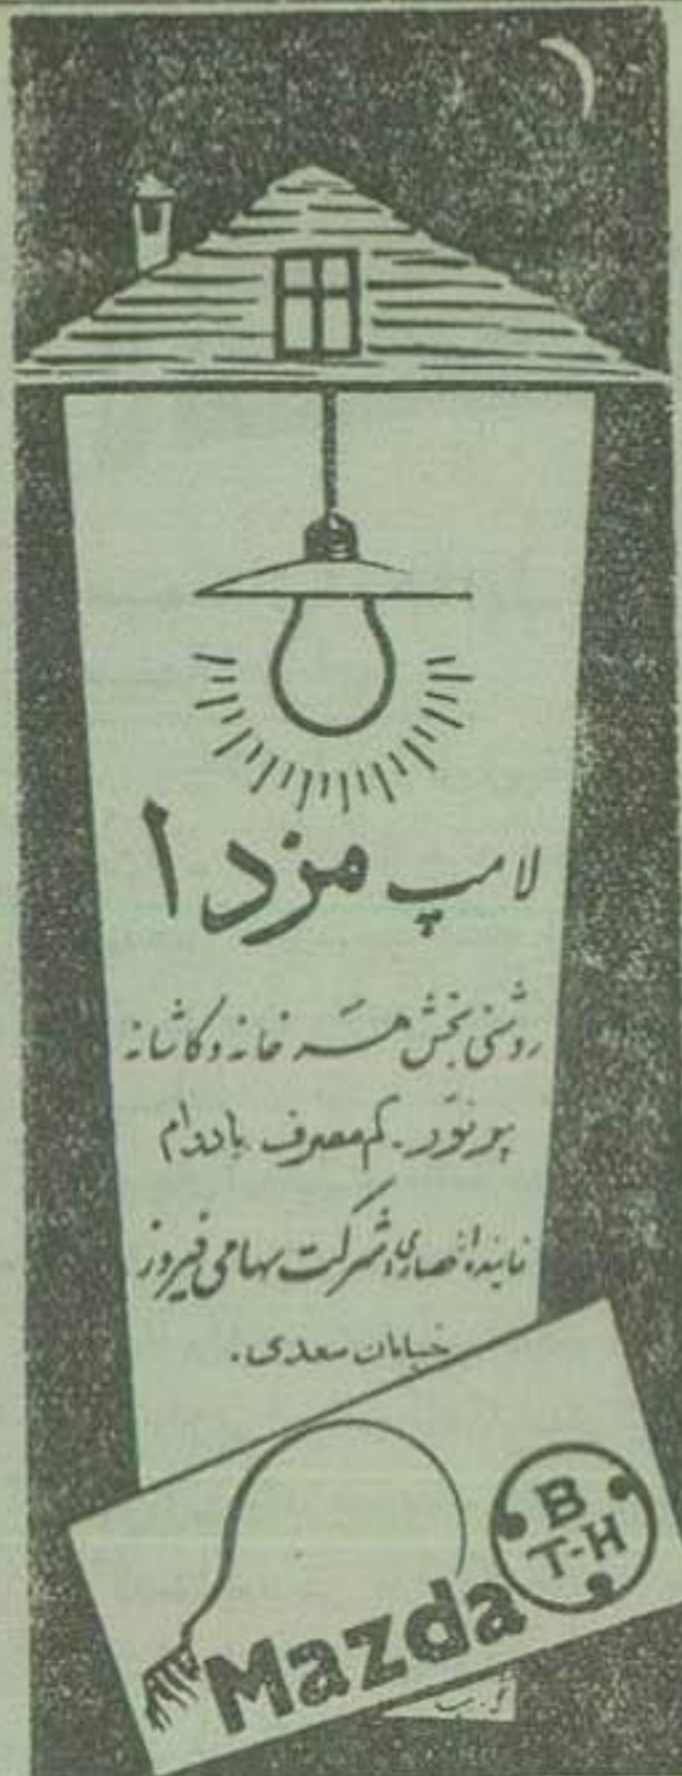 لامپ مزدا
روشنی بخش همه خانه و کاشانه
پرنور. کم مصرف. بادوام
نماینده انحصاری شرکت سهامی فیروز
خیابان سعدی.
B
T-H
Mazda